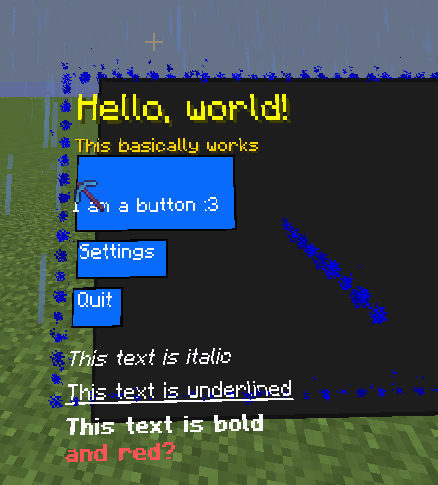 Hello, world!
This basically works
I am a button :3
Settings
Quit
This text is italic
This text is underlined
This text is bold
and red?